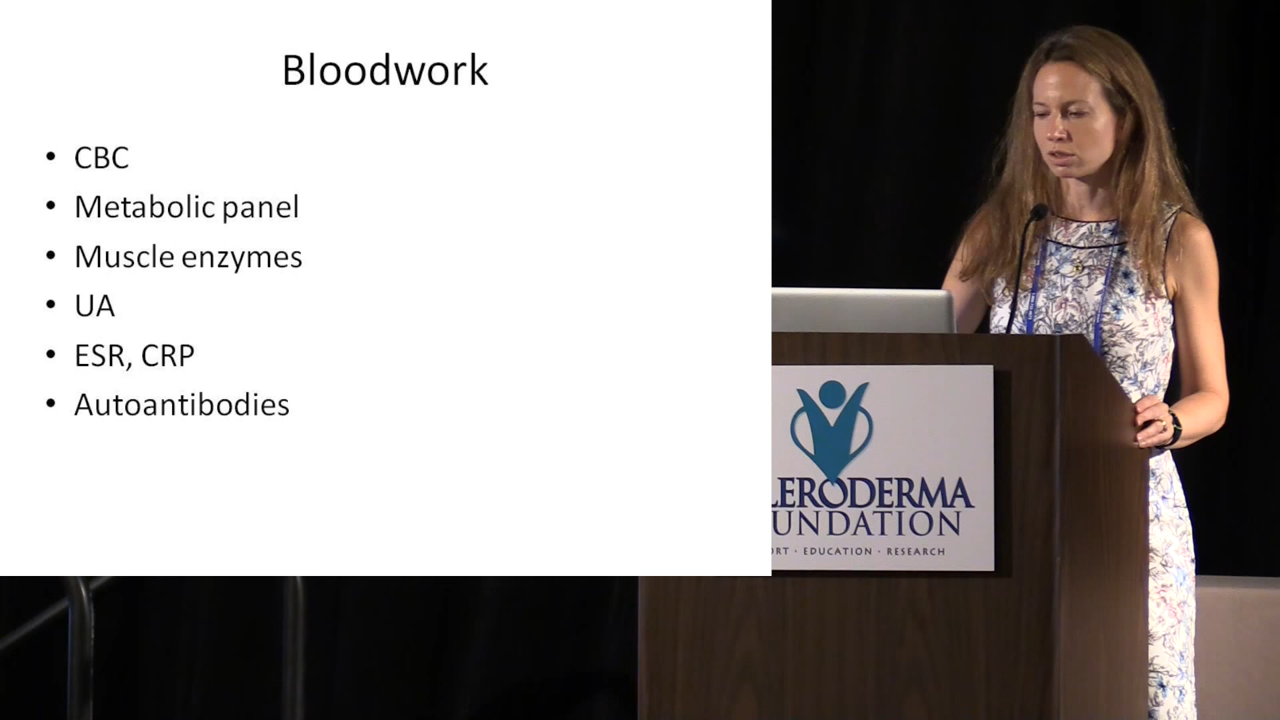 Bloodwork
• CBC
• Metabolic panel
• Muscle enzymes
• UA
• ESR, CRP
• Autoantibodies
LERODERMA
UNDATION
ORT · EDUCATION · RESEARCH